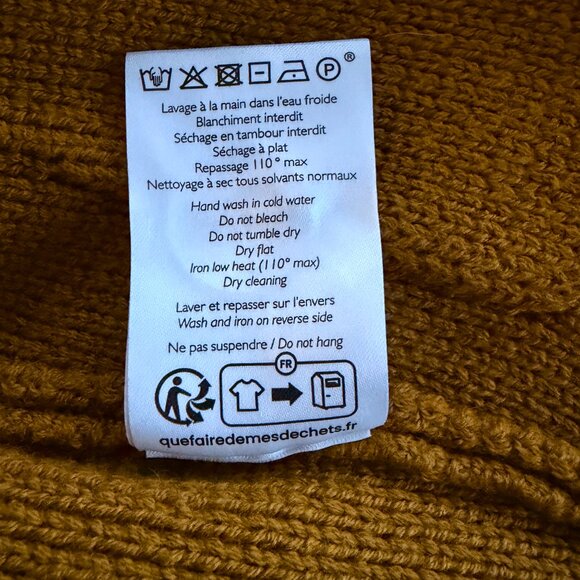 P ®
Lavage à la main dans l'eau froide
Blanchiment interdit
Séchage en tambour interdit
Séchage à plat
Repassage 110° max
Nettoyage à sec tous solvants normaux
Hand wash in cold water
Do not bleach
Do not tumble dry
Dry flat
Iron low heat (110° max)
Dry cleaning
Laver et repasser sur l'envers
Wash and iron on reverse side
Ne pas suspendre / Do not hang
FR
quefairedemesdechets.fr